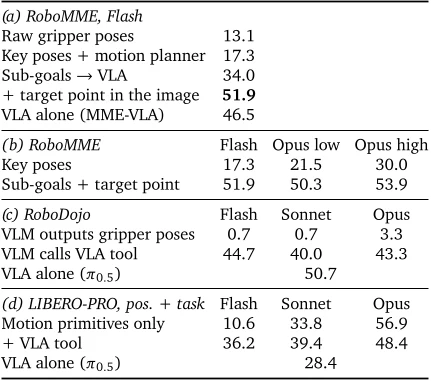 (a) RoboMME, Flash
Raw gripper poses 13.1
Key poses + motion planner 17.3
Sub-goals → VLA 34.0
+ target point in the image 51.9
VLA alone (MME-VLA) 46.5
(b) RoboMME Flash Opus low Opus high
Key poses 17.3 21.5 30.0
Sub-goals + target point 51.9 50.3 53.9
(c) RoboDojo Flash Sonnet Opus
VLM outputs gripper poses 0.7 0.7 3.3
VLM calls VLA tool 44.7 40.0 43.3
VLA alone (π0.5) 50.7
(d) LIBERO-PRO, pos. + task Flash Sonnet Opus
Motion primitives only 10.6 33.8 56.9
+ VLA tool 36.2 39.4 48.4
VLA alone (π0.5) 28.4